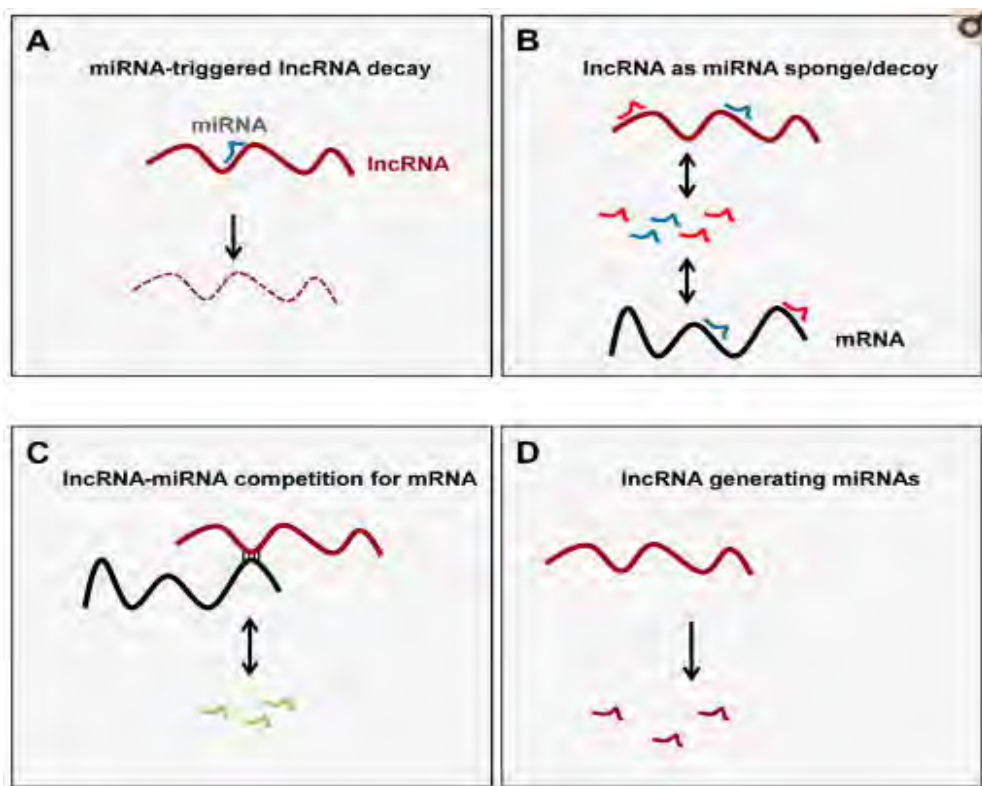 A
miRNA-triggered lncRNA decay
miRNA
lncRNA
B
lncRNA as miRNA sponge/decoy
mRNA
C
lncRNA-miRNA competition for mRNA
D
lncRNA generating miRNAs